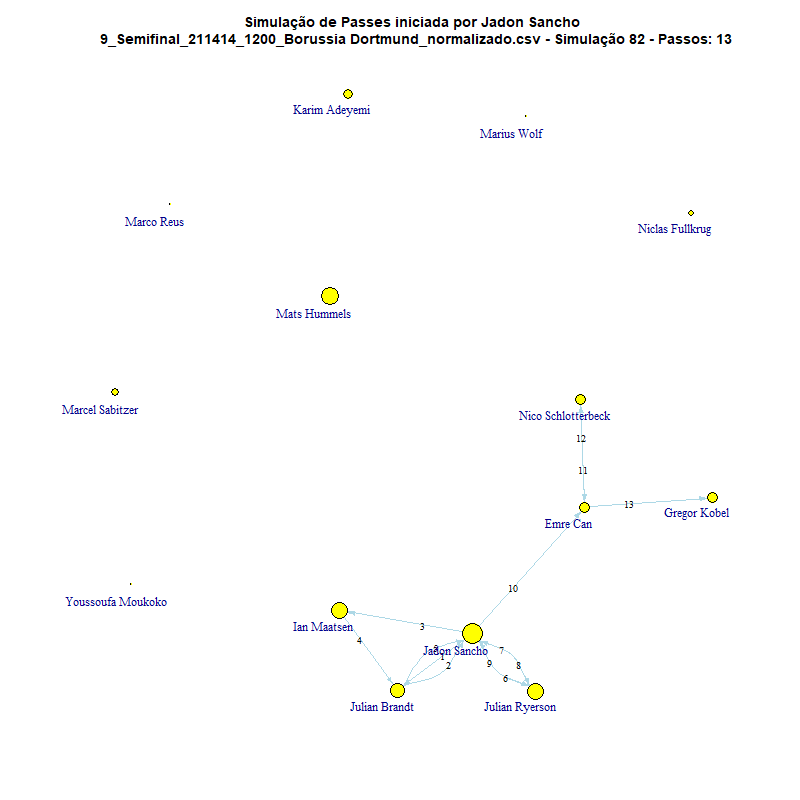 Simulação de Passes iniciada por Jadon Sancho
9_Semifinal_211414_1200_Borussia Dortmund_normalizado.csv - Simulação 82 - Passos: 13
Karim Adeyemi
Marius Wolf
Marco Reus
Niclas Fullkrug
Mats Hummels
Marcel Sabitzer
Nico Schlotterbeck
12
11
13
Gregor Kobel
Emre Can
10
Youssoufa Moukoko
Ian Maatsen
3
4
Jadon Sancho
1
2
7
8
9
6
Julian Brandt
Julian Ryerson